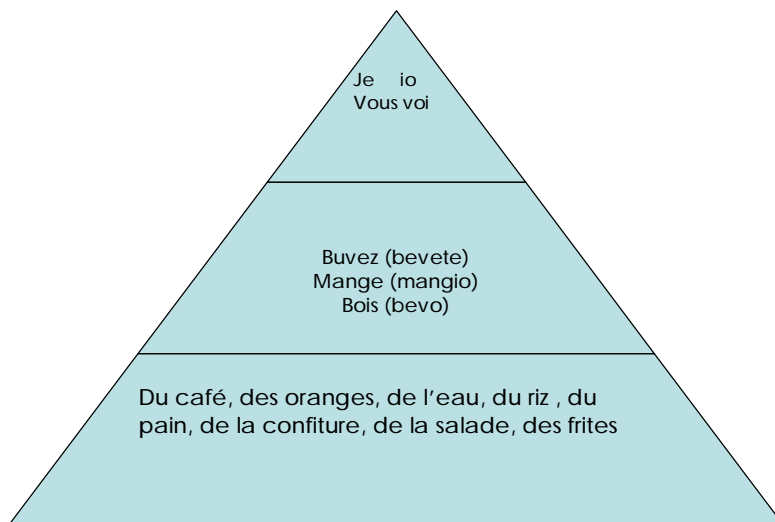 Je io
Vous voi
Buvez (bevete)
Mange (mangio)
Bois (bevo)
Du café, des oranges, de l'eau, du riz , du
pain, de la confiture, de la salade, des frites